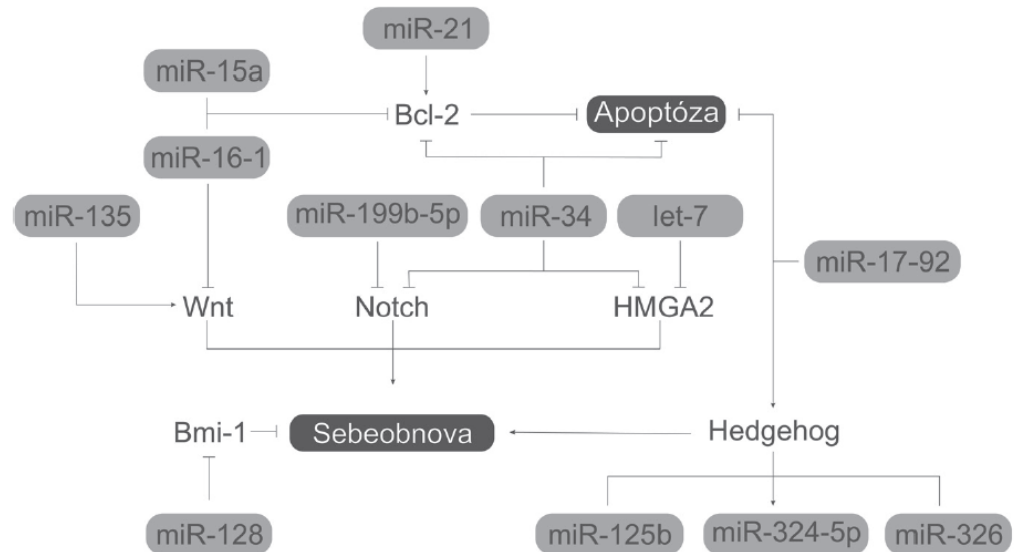 miR-21
miR-15a
Bcl-2
Apoptóza
miR-16-1
miR-135
miR-199b-5p
miR-34
let-7
miR-17-92
Wnt
Notch
HMGA2
Bmi-1
Sebeobnova
Hedgehog
miR-128
miR-125b
miR-324-5p
miR-326